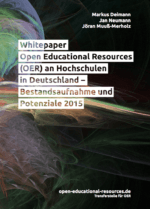 Markus Deimann
Jan Neumann
Jöran Muuß-Merholz
Whitepaper
Open Educational Resources
(OER) an Hochschulen
in Deutschland –
Bestandsaufnahme und
Potenziale 2015
open-educational-resources.de
Transferstelle für OER